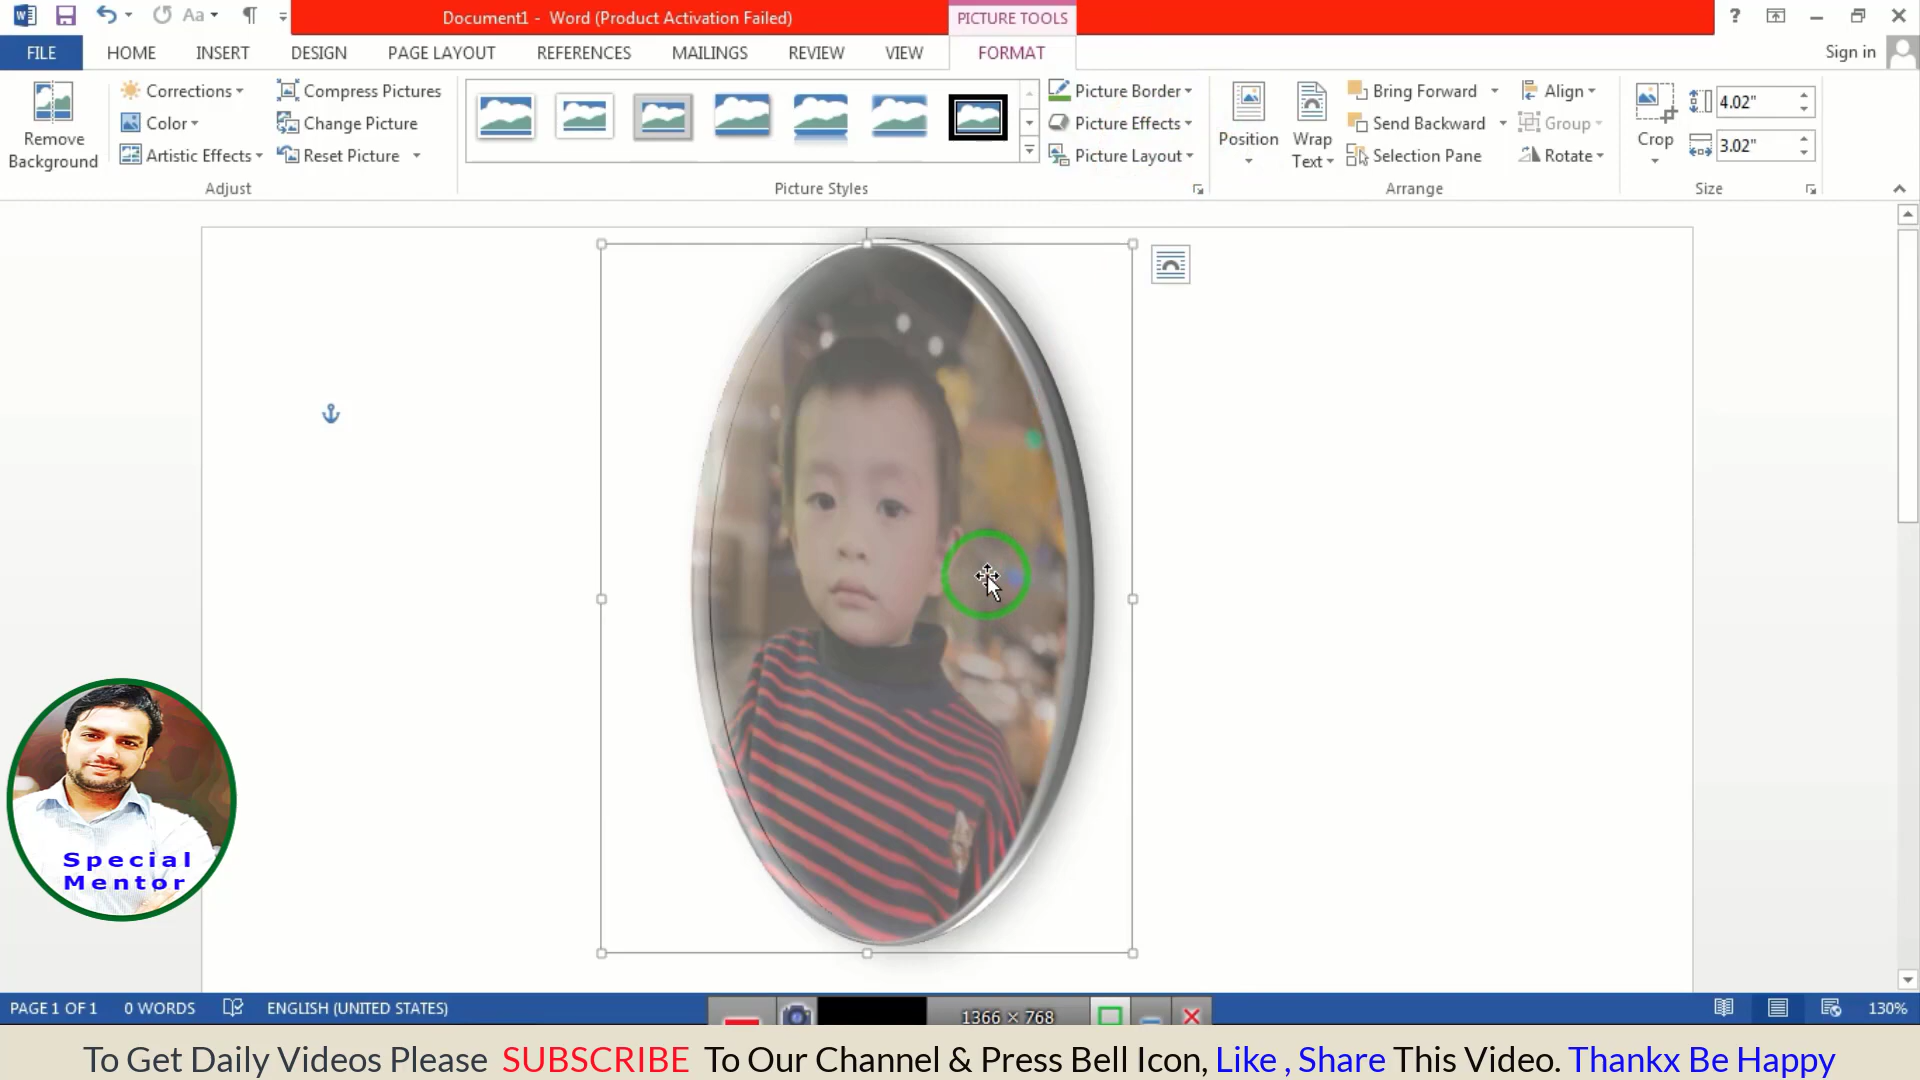 Aa
Document1 - Word (Product Activation Failed)
PICTURE TOOLS
?
FILE
HOME
INSERT
DESIGN
PAGE LAYOUT
REFERENCES
MAILINGS
REVIEW
VIEW
FORMAT
Sign in
Remove
Background
Corrections
Color
Artistic Effects
Compress Pictures
Change Picture
Reset Picture
Adjust
Picture Styles
Picture Border
Picture Effects
Picture Layout
Position
Wrap
Text
Bring Forward
Send Backward
Selection Pane
Align
Group
Rotate
Arrange
Crop
4.02"
3.02"
Size
Special
Mentor
PAGE 1 OF 1
0 WORDS
ENGLISH (UNITED STATES)
1366 × 768
130%
To Get Daily Videos Please SUBSCRIBE To Our Channel & Press Bell Icon, Like , Share This Video. Thankx Be Happy